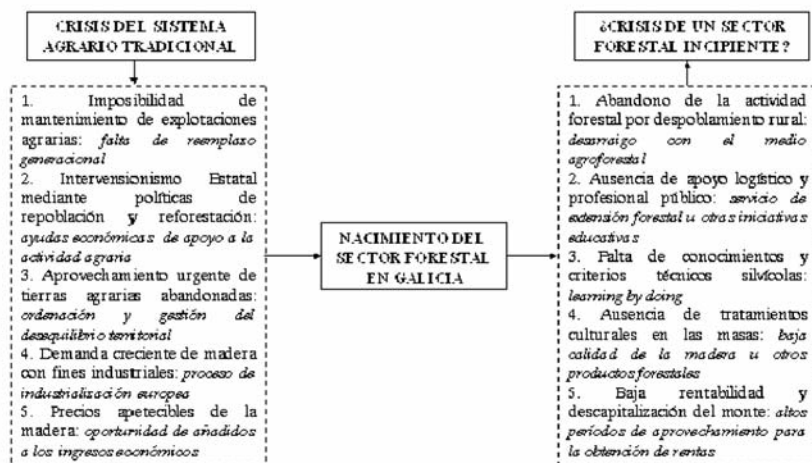 CRISIS DEL SISTEMA
AGRARIO TRADICIONAL
1. Imposibilidad de
mantenimiento de explotaciones
agrarias: falta de reemplazo
generacional
2. Intervensionismo Estatal
mediante políticas de
repoblación y reforestación:
ayudas económicas de apoyo a la
actividad agraria
3. Aprovechamiento urgente de
tierras agrarias abandonadas:
ordenación y gestión del
desequilibrio territorial
4. Demanda creciente de madera
con fines industriales: proceso de
industrialización europea
5. Precios apetecibles de la
madera: oportunidad de añadidos
a los ingresos económicos
NACIMIENTO DEL
SECTOR FORESTAL
EN GALICIA
¿CRISIS DE UN SECTOR
FORESTAL INCIPIENTE?
1. Abandono de la actividad
forestal por despoblamiento rural:
desarraigo con el medio
agroforestal
2. Ausencia de apoyo logístico y
profesional público: servicio de
extensión forestal u otras iniciativas
educativas
3. Falta de conocimientos y
criterios técnicos silvícolas:
learning by doing
4. Ausencia de tratamientos
culturales en las masas: baja
calidad de la madera u otros
productos forestales
5. Baja rentabilidad y
descapitalización del monte: altos
períodos de aprovechamiento para
la obtención de rentas